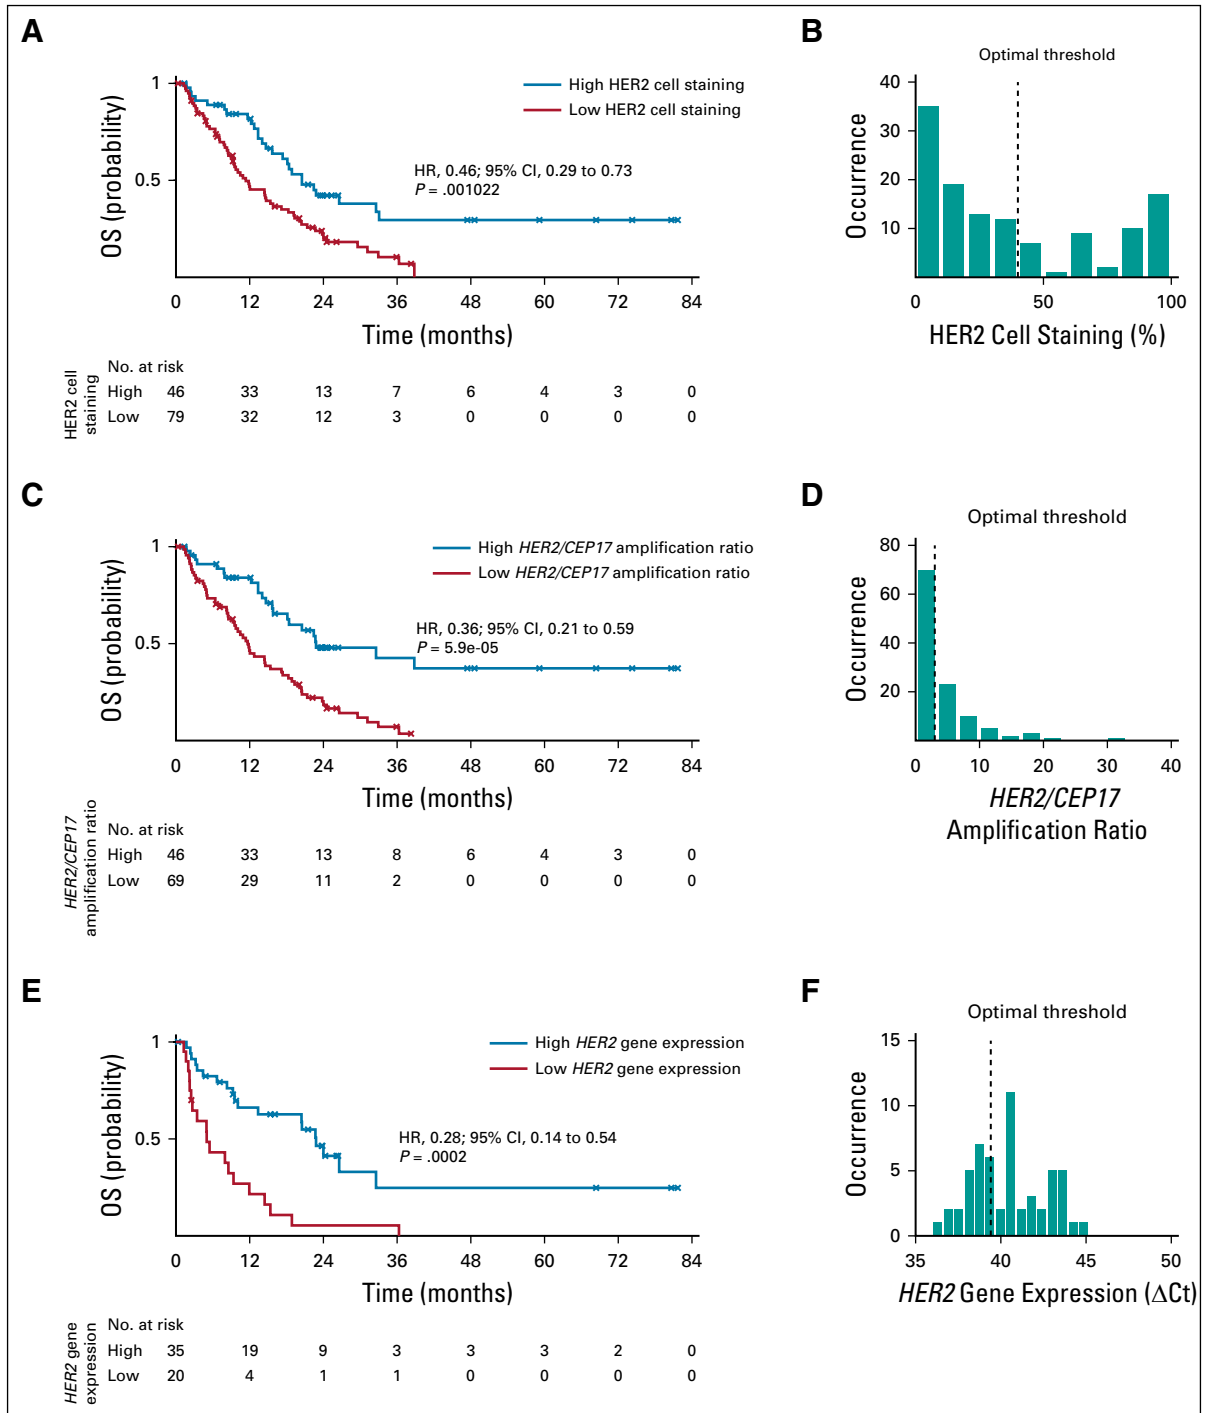 A
OS (probability)
1
0.5
High HER2 cell staining
Low HER2 cell staining
HR, 0.46; 95% CI, 0.29 to 0.73
P = .001022
0 12 24 36 48 60 72 84
Time (months)
HER2 cell
staining
No. at risk
High 46 33 13 7 6 4 3 0
Low 79 32 12 3 0 0 0 0
B
Optimal threshold
Occurrence
40
30
20
10
0 50 100
HER2 Cell Staining (%)
C
OS (probability)
1
0.5
High HER2/CEP17 amplification ratio
Low HER2/CEP17 amplification ratio
HR, 0.36; 95% CI, 0.21 to 0.59
P = 5.9e-05
0 12 24 36 48 60 72 84
Time (months)
HER2/CEP17
amplification ratio
No. at risk
High 46 33 13 8 6 4 3 0
Low 69 29 11 2 0 0 0 0
D
Optimal threshold
Occurrence
80
60
40
20
0 10 20 30 40
HER2/CEP17
Amplification Ratio
E
OS (probability)
1
0.5
High HER2 gene expression
Low HER2 gene expression
HR, 0.28; 95% CI, 0.14 to 0.54
P = .0002
0 12 24 36 48 60 72 84
Time (months)
HER2 gene
expression
No. at risk
High 35 19 9 3 3 3 2 0
Low 20 4 1 1 0 0 0 0
F
Optimal threshold
Occurrence
15
10
5
0
35 40 45 50
HER2 Gene Expression (ΔCt)